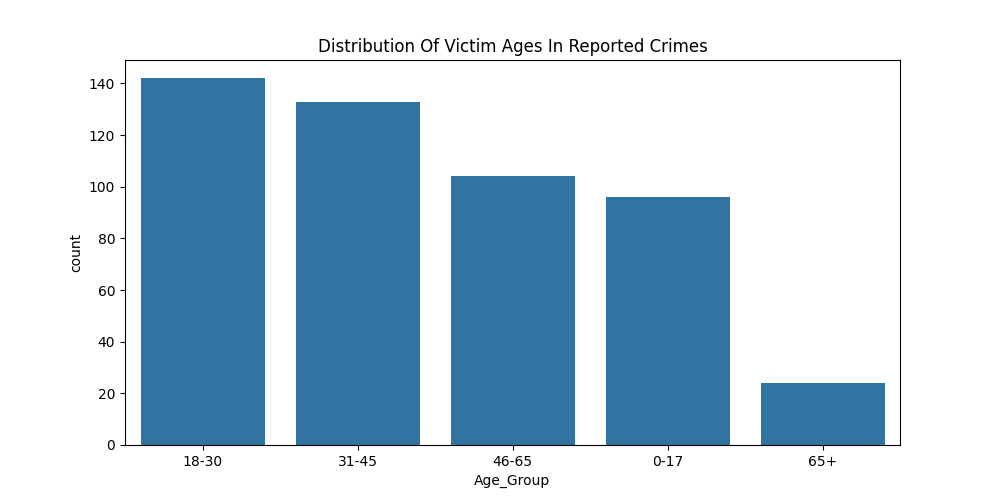 Distribution Of Victim Ages In Reported Crimes
140
120
100
80
60
40
20
0
count
18-30 31-45 46-65 0-17 65+
Age_Group